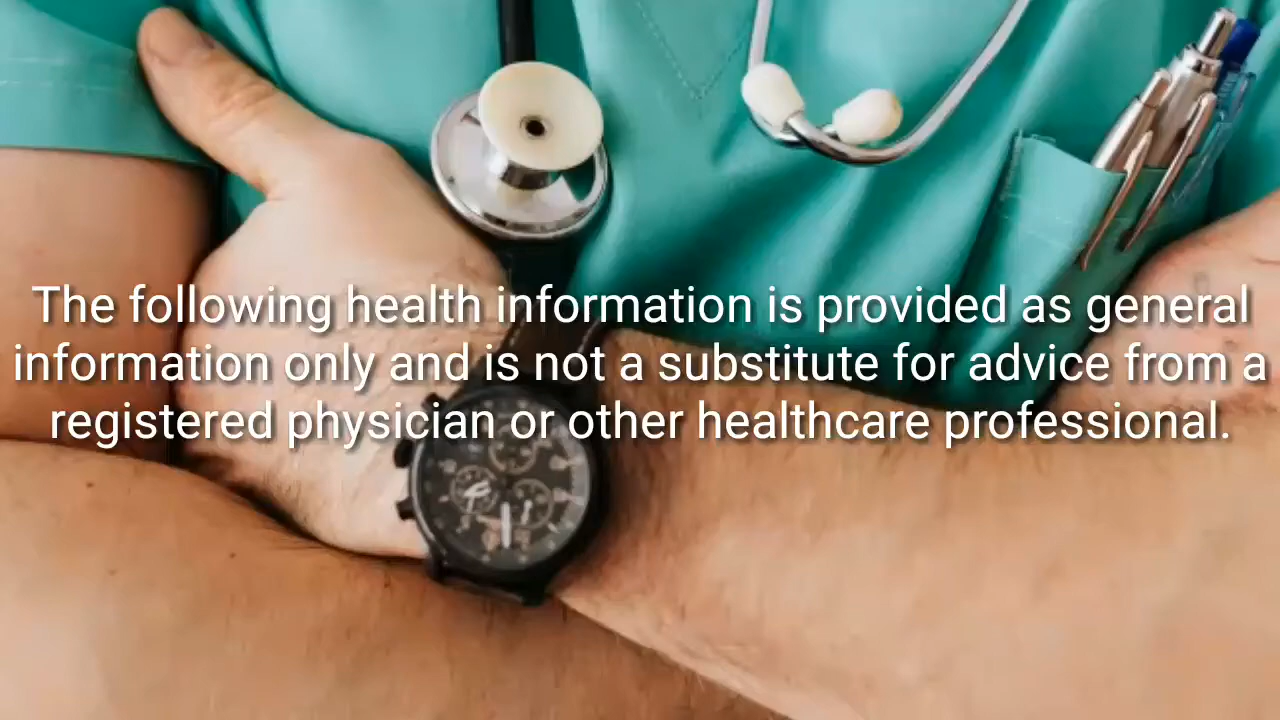 The following health information is provided as general
information only and is not a substitute for advice from a
registered physician or other healthcare professional.